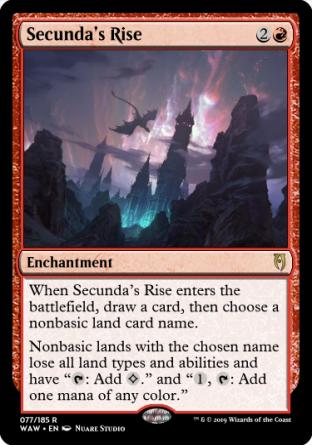 Secunda's Rise 2
Enchantment
When Secunda's Rise enters the
battlefield, draw a card, then choose a
nonbasic land card name.
Nonbasic lands with the chosen name
lose all land types and abilities and
have “: Add .” and “1, : Add
one mana of any color.”
077/185 R
WAW • EN NUARE STUDIO
™ & © 2019 Wizards of the Coast